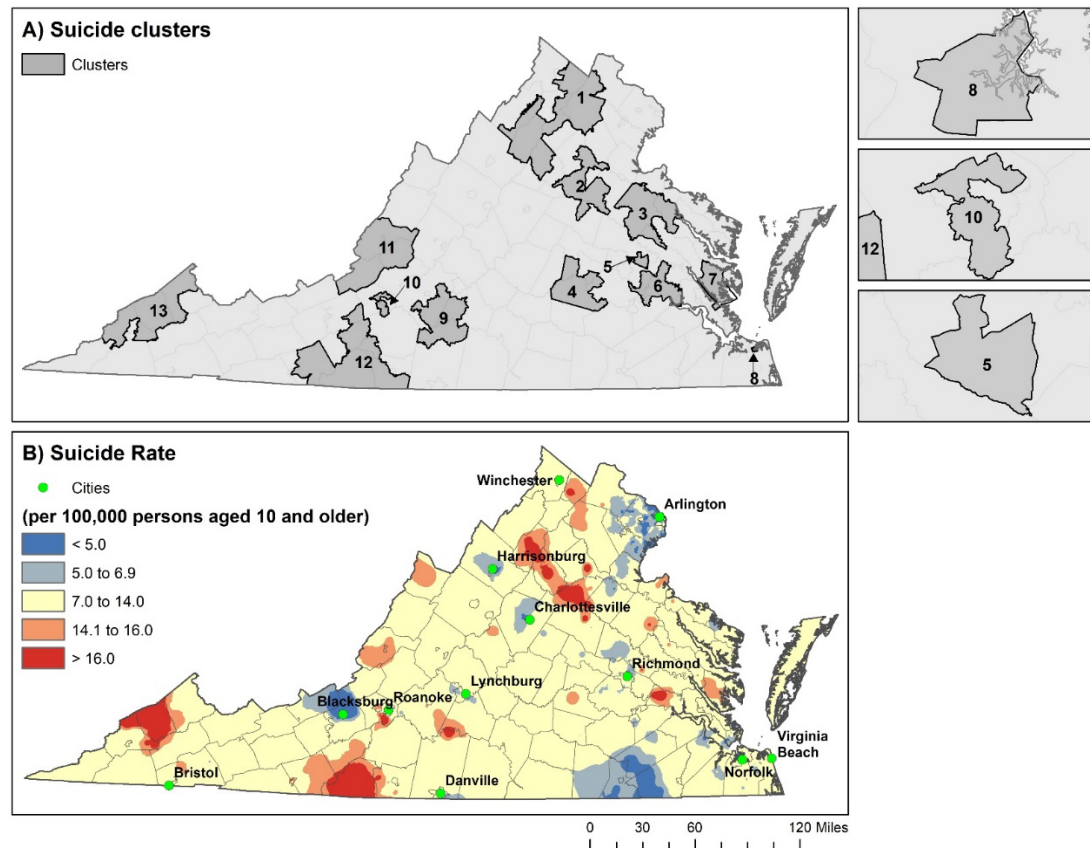 A) Suicide clusters
Clusters
1
2
3
11
5
10
4
6
7
13
9
12
8
8
10
12
5
B) Suicide Rate
Cities
(per 100,000 persons aged 10 and older)
< 5.0
5.0 to 6.9
7.0 to 14.0
14.1 to 16.0
> 16.0
Winchester
Arlington
Harrisonburg
Charlottesville
Richmond
Lynchburg
Roanoke
Blacksburg
Virginia
Beach
Norfolk
Bristol
Danville
0 30 60 120 Miles